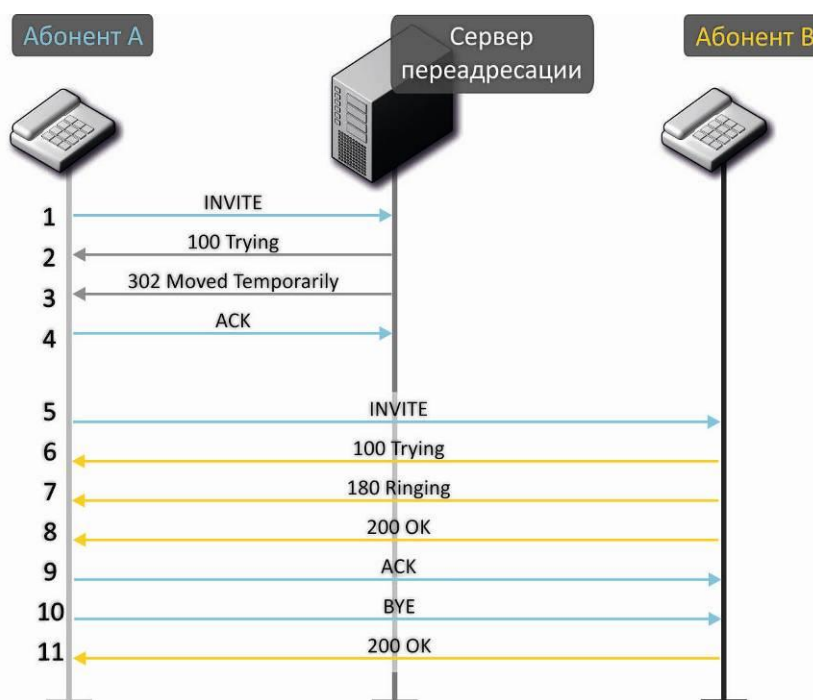 Абонент А
Сервер
переадресации
Абонент B
1 INVITE
2 100 Trying
3 302 Moved Temporarily
4 ACK
5 INVITE
6 100 Trying
7 180 Ringing
8 200 OK
9 ACK
10 BYE
11 200 OK